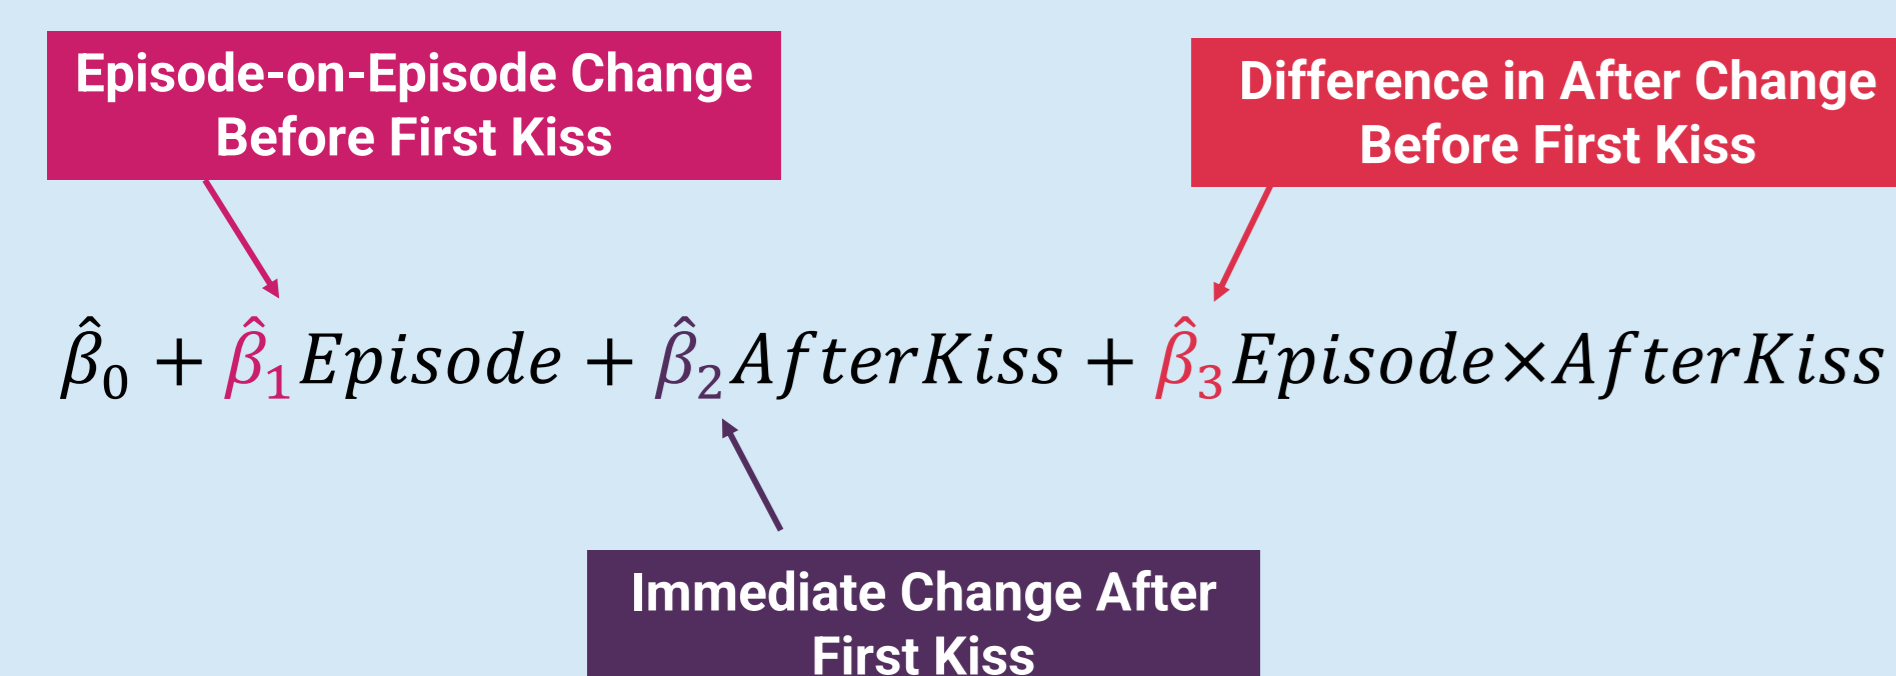 Episode-on-Episode Change
Before First Kiss
Difference in After Change
Before First Kiss
β̂₀ + β̂₁Episode + β̂₂AfterKiss + β̂₃Episode×AfterKiss
Immediate Change After
First Kiss